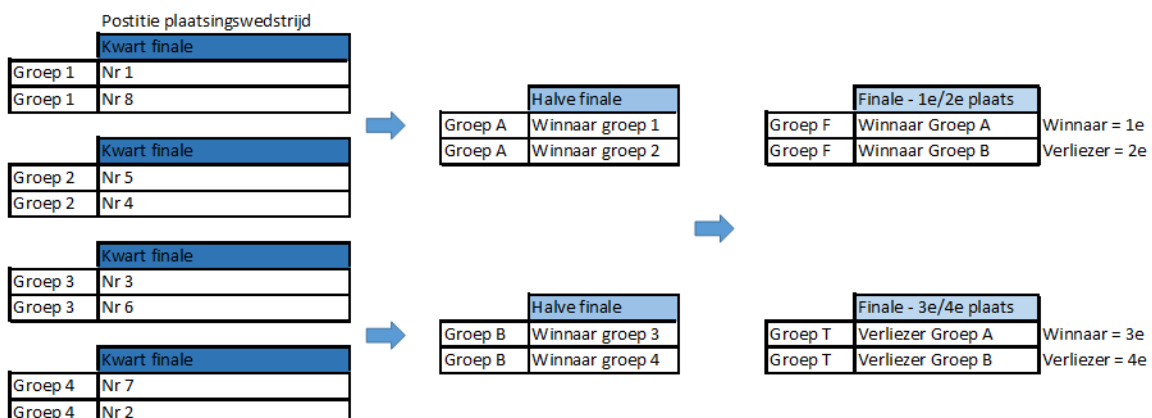 Postitie plaatsingswedstrijd
Kwart finale
Groep 1 Nr 1
Groep 1 Nr 8
Kwart finale
Groep 2 Nr 5
Groep 2 Nr 4
Kwart finale
Groep 3 Nr 3
Groep 3 Nr 6
Kwart finale
Groep 4 Nr 7
Groep 4 Nr 2
Halve finale
Groep A Winnaar groep 1
Groep A Winnaar groep 2
Halve finale
Groep B Winnaar groep 3
Groep B Winnaar groep 4
Finale - 1e/2e plaats
Groep F Winnaar Groep A Winnaar = 1e
Groep F Winnaar Groep B Verliezer = 2e
Finale - 3e/4e plaats
Groep T Verliezer Groep A Winnaar = 3e
Groep T Verliezer Groep B Verliezer = 4e